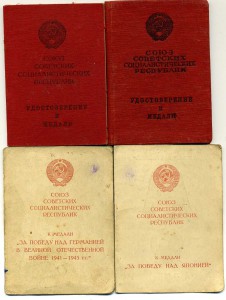 СОЮЗ
СОВЕТСКИХ
СОЦИАЛИСТИЧЕСКИХ
РЕСПУБЛИК
УДОСТОВЕРЕНИЕ
К
МЕДАЛИ
СОЮЗ
СОВЕТСКИХ
СОЦИАЛИСТИЧЕСКИХ
РЕСПУБЛИК
УДОСТОВЕРЕНИЕ
К
МЕДАЛИ
СОЮЗ
СОВЕТСКИХ
СОЦИАЛИСТИЧЕСКИХ
РЕСПУБЛИК
К МЕДАЛИ
"ЗА ПОБЕДУ НАД ГЕРМАНИЕЙ
В ВЕЛИКОЙ ОТЕЧЕСТВЕННОЙ
ВОЙНЕ 1941—1945 гг."
СОЮЗ
СОВЕТСКИХ
СОЦИАЛИСТИЧЕСКИХ
РЕСПУБЛИК
К МЕДАЛИ
"ЗА ПОБЕДУ НАД ЯПОНИЕЙ"